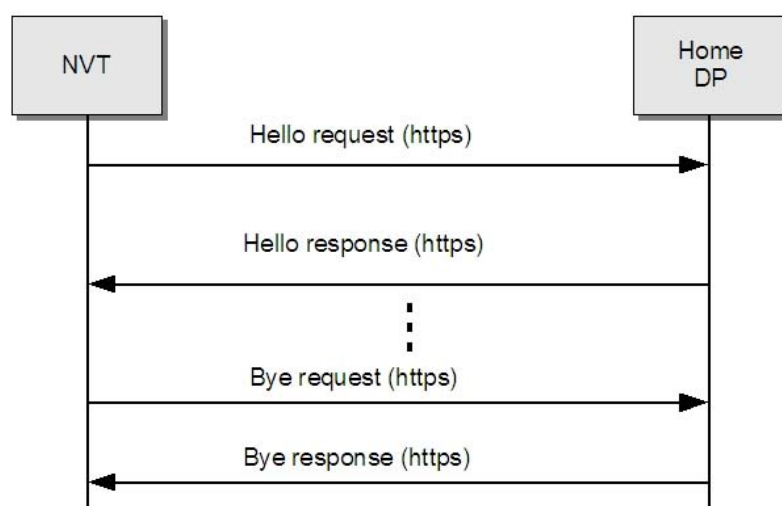 NVT
Home
DP
Hello request (https)
Hello response (https)
Bye request (https)
Bye response (https)